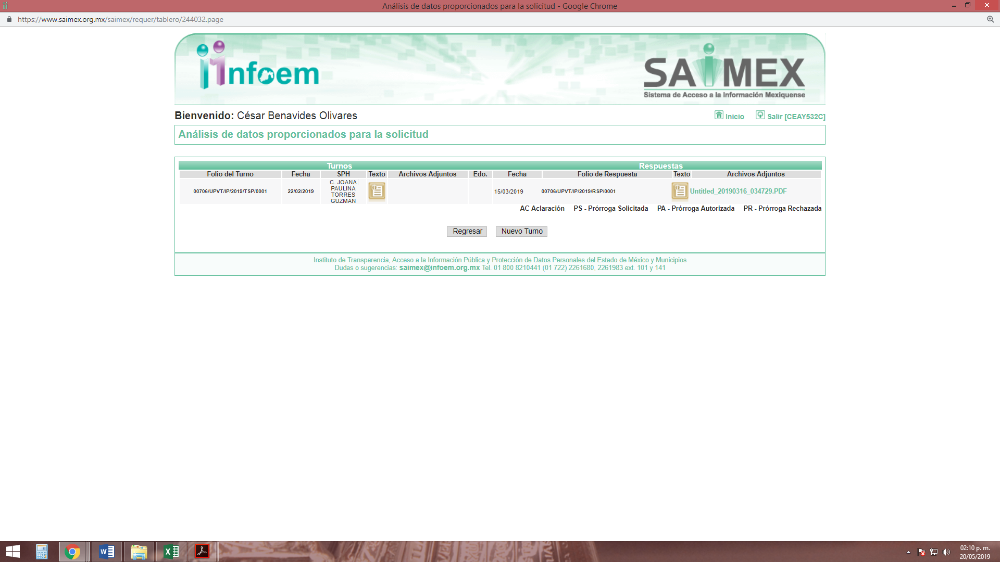 Análisis de datos proporcionados para la solicitud - Google Chrome
https://www.saimex.org.mx/saimex/requer/tablero/244032.page
infoem
SAIMEX
Sistema de Acceso a la Información Mexiquense
Bienvenido: César Benavides Olivares
Inicio Salir [CEAY532C]
Análisis de datos proporcionados para la solicitud
Turnos Respuestas
Folio del Turno Fecha SPH Texto Archivos Adjuntos Edo. Fecha Folio de Respuesta Texto Archivos Adjuntos
00706/UPVT/IP/2019/TSP/0001 22/02/2019 C. JOANA
PAULINA
TORRES
GUZMAN
15/03/2019 00706/UPVT/IP/2019/RSP/0001 Untitled_20190316_034729.PDF
AC Aclaración PS - Prórroga Solicitada PA - Prórroga Autorizada PR - Prórroga Rechazada
Regresar Nuevo Turno
Instituto de Transparencia, Acceso a la Información Pública y Protección de Datos Personales del Estado de México y Municipios
Dudas o sugerencias: saimex@infoem.org.mx Tel. 01 800 8210441 (01 722) 2261680, 2261983 ext. 101 y 141
02:10 p. m.
20/05/2019